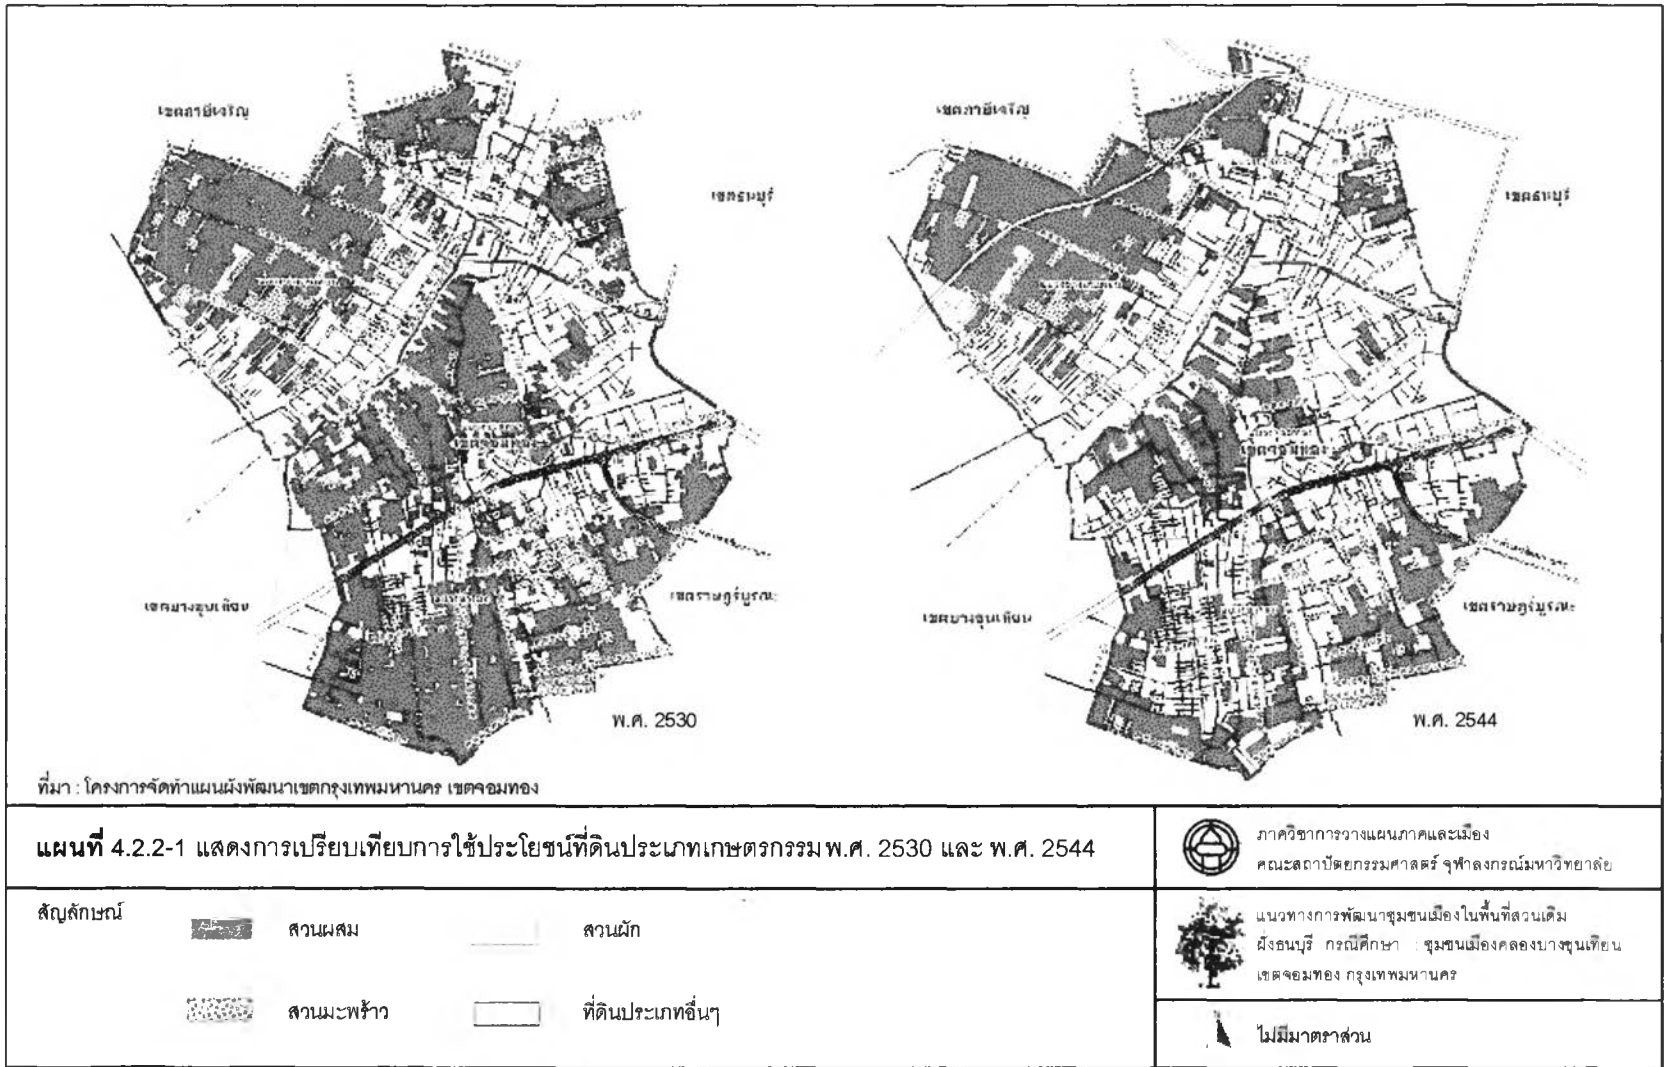 เขตภาษีเจริญ
เขตธนบุรี
เขตจอมทอง
เขตบางขุนเทียน
เขตราษฎร์บูรณะ
พ.ศ. 2530
เขตภาษีเจริญ
เขตธนบุรี
เขตจอมทอง
เขตบางขุนเทียน
เขตราษฎร์บูรณะ
พ.ศ. 2544
ที่มา : โครงการจัดทำแผนผังพัฒนาเขตกรุงเทพมหานคร เขตจอมทอง
แผนที่ 4.2.2-1 แสดงการเปรียบเทียบการใช้ประโยชน์ที่ดินประเภทเกษตรกรรม พ.ศ. 2530 และ พ.ศ. 2544
สัญลักษณ์
สวนผสม
สวนผัก
สวนมะพร้าว
ที่ดินประเภทอื่นๆ
ภาควิชาการวางแผนภาคและเมือง
คณะสถาปัตยกรรมศาสตร์ จุฬาลงกรณ์มหาวิทยาลัย
แนวทางการพัฒนาชุมชนเมืองในพื้นที่สวนเดิม
ฝั่งธนบุรี กรณีศึกษา : ชุมชนเมืองคลองบางขุนเทียน
เขตจอมทอง กรุงเทพมหานคร
ไม่มีมาตราส่วน